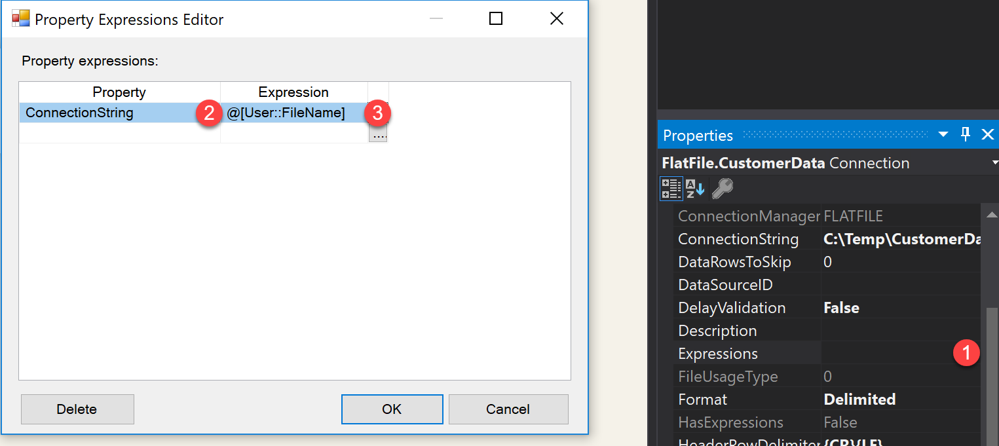 Property Expressions Editor
Property expressions:
Property Expression
ConnectionString 2 @[User::FileName] 3
....
Delete OK Cancel
Properties
FlatFile.CustomerData Connection
ConnectionManager FLATFILE
ConnectionString C:\Temp\CustomerDa
DataRowsToSkip 0
DataSourceID
DelayValidation False
Description
Expressions 1
FileUsageType 0
Format Delimited
HasExpressions False
HeaderRowDelimiter {CR}{LF}